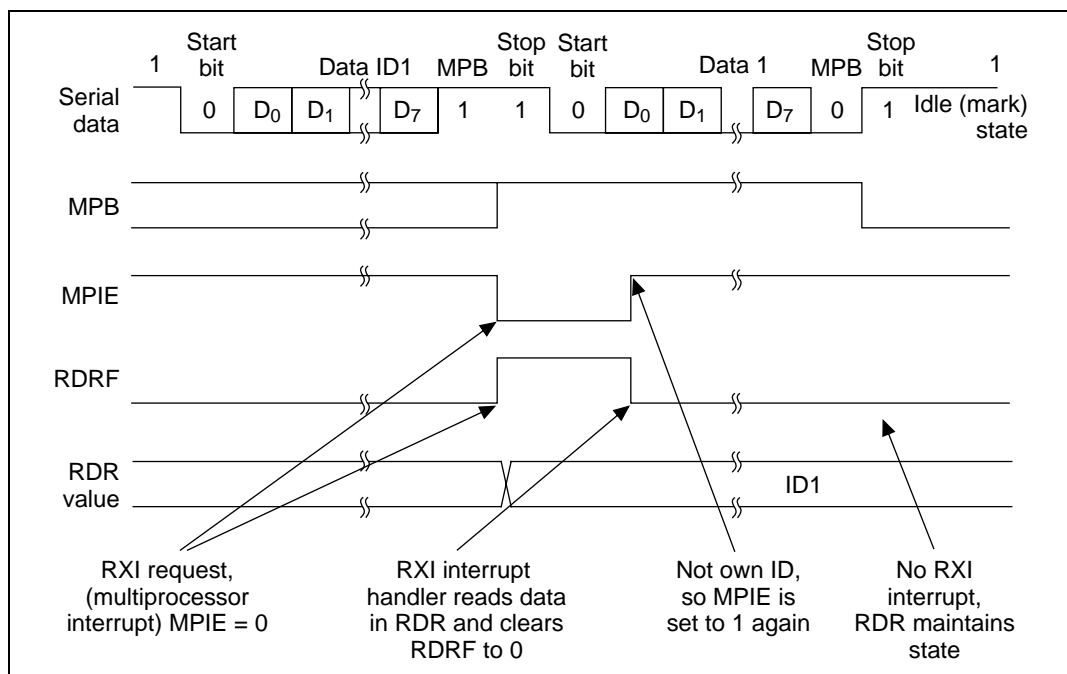 1 Start bit Data ID1 MPB Stop bit Start bit Data 1 MPB Stop bit 1
Serial data 0 D0 D1 D7 1 1 0 D0 D1 D7 0 1 Idle (mark) state
MPB
MPIE
RDRF
RDR value
ID1
RXI request,
(multiprocessor
interrupt) MPIE = 0
RXI interrupt
handler reads data
in RDR and clears
RDRF to 0
Not own ID,
so MPIE is
set to 1 again
No RXI
interrupt,
RDR maintains
state